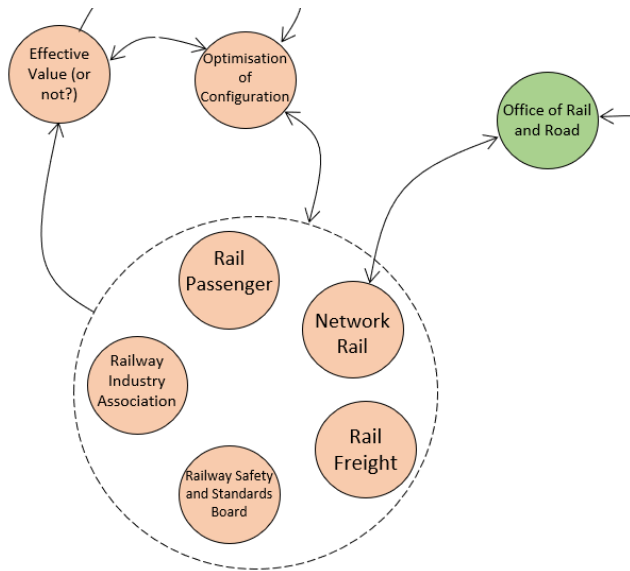 Effective
Value (or
not?)
Optimisation
of
Configuration
Office of Rail
and Road
Rail
Passenger
Network
Rail
Railway
Industry
Association
Rail
Freight
Railway Safety
and Standards
Board